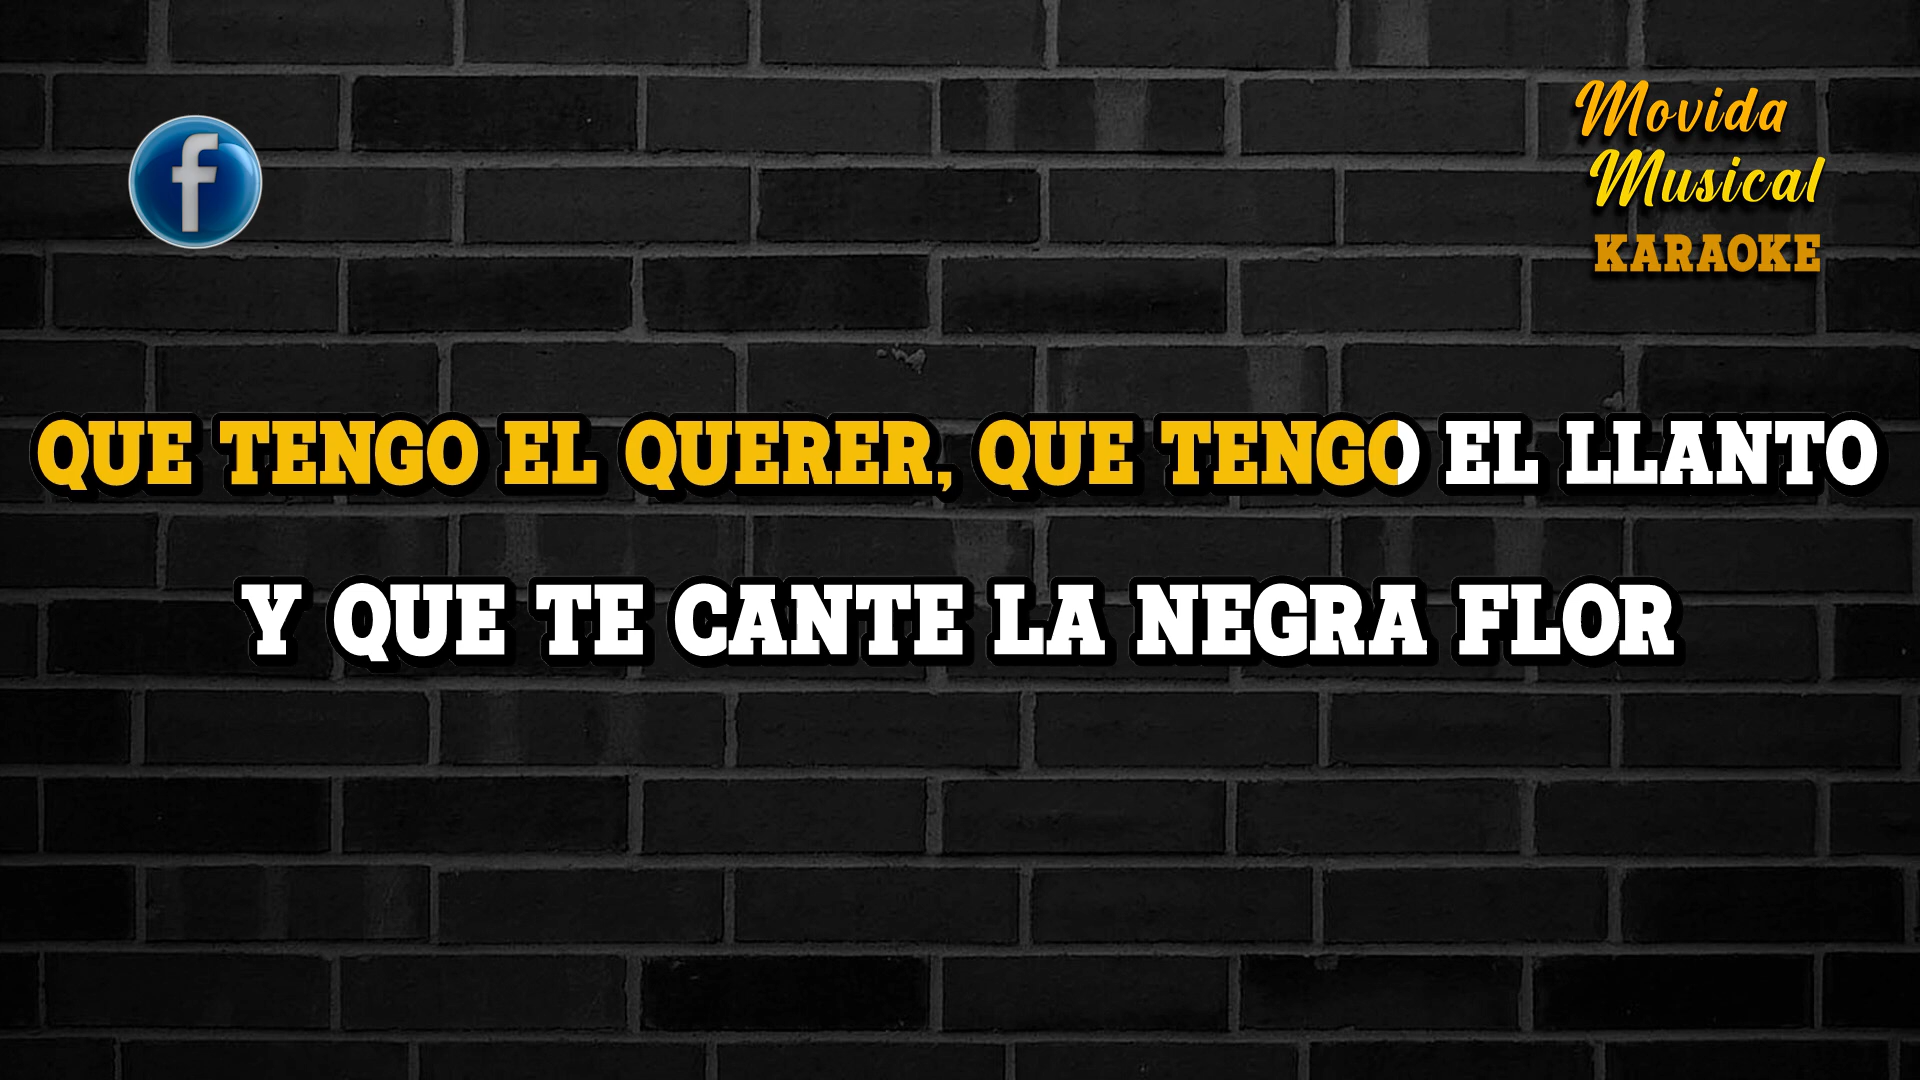 f
Movida
Musical
KARAOKE
QUE TENGO EL QUERER, QUE TENGO EL LLANTO
Y QUE TE CANTE LA NEGRA FLOR